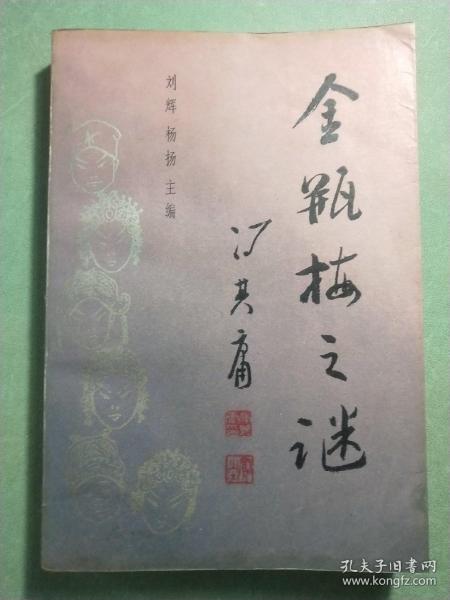 金瓶梅之谜
冯其庸
刘辉 杨扬 主编
孔夫子旧书网
www.kongfz.com